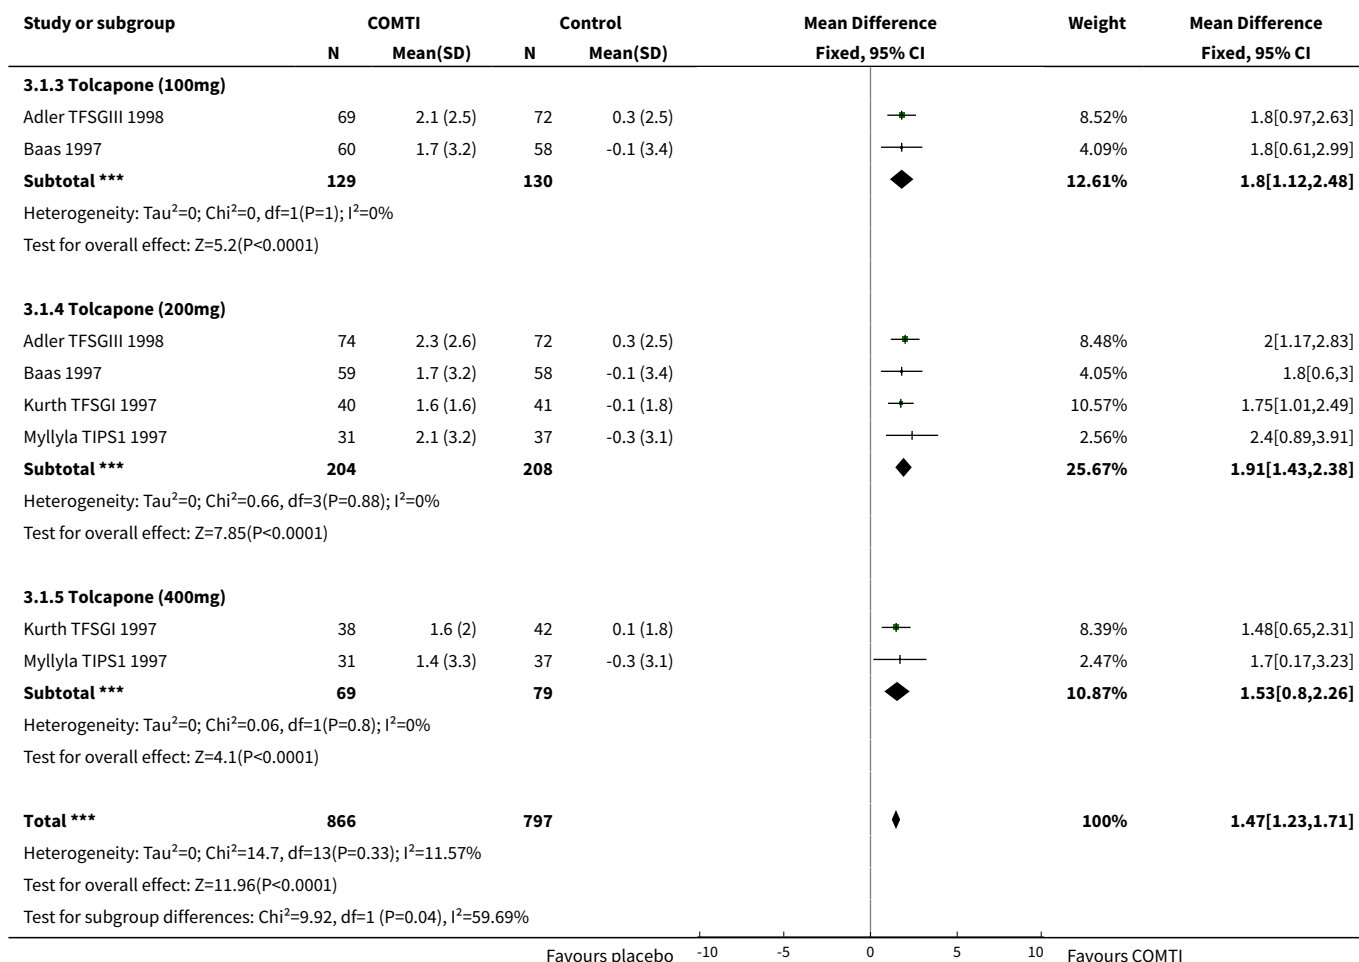 Study or subgroup COMTI Control Mean Difference Weight Mean Difference
N Mean(SD) N Mean(SD) Fixed, 95% CI Fixed, 95% CI
3.1.3 Tolcapone (100mg)
Adler TFSGIII 1998 69 2.1 (2.5) 72 0.3 (2.5) 8.52% 1.8[0.97,2.63]
Baas 1997 60 1.7 (3.2) 58 -0.1 (3.4) 4.09% 1.8[0.61,2.99]
Subtotal *** 129 130 12.61% 1.8[1.12,2.48]
Heterogeneity: Tau²=0; Chi²=0, df=1(P=1); I²=0%
Test for overall effect: Z=5.2(P<0.0001)
3.1.4 Tolcapone (200mg)
Adler TFSGIII 1998 74 2.3 (2.6) 72 0.3 (2.5) 8.48% 2[1.17,2.83]
Baas 1997 59 1.7 (3.2) 58 -0.1 (3.4) 4.05% 1.8[0.6,3]
Kurth TFSGI 1997 40 1.6 (1.6) 41 -0.1 (1.8) 10.57% 1.75[1.01,2.49]
Myllyla TIPS1 1997 31 2.1 (3.2) 37 -0.3 (3.1) 2.56% 2.4[0.89,3.91]
Subtotal *** 204 208 25.67% 1.91[1.43,2.38]
Heterogeneity: Tau²=0; Chi²=0.66, df=3(P=0.88); I²=0%
Test for overall effect: Z=7.85(P<0.0001)
3.1.5 Tolcapone (400mg)
Kurth TFSGI 1997 38 1.6 (2) 42 0.1 (1.8) 8.39% 1.48[0.65,2.31]
Myllyla TIPS1 1997 31 1.4 (3.3) 37 -0.3 (3.1) 2.47% 1.7[0.17,3.23]
Subtotal *** 69 79 10.87% 1.53[0.8,2.26]
Heterogeneity: Tau²=0; Chi²=0.06, df=1(P=0.8); I²=0%
Test for overall effect: Z=4.1(P<0.0001)
Total *** 866 797 100% 1.47[1.23,1.71]
Heterogeneity: Tau²=0; Chi²=14.7, df=13(P=0.33); I²=11.57%
Test for overall effect: Z=11.96(P<0.0001)
Test for subgroup differences: Chi²=9.92, df=1 (P=0.04), I²=59.69%
Favours placebo -10 -5 0 5 10 Favours COMTI